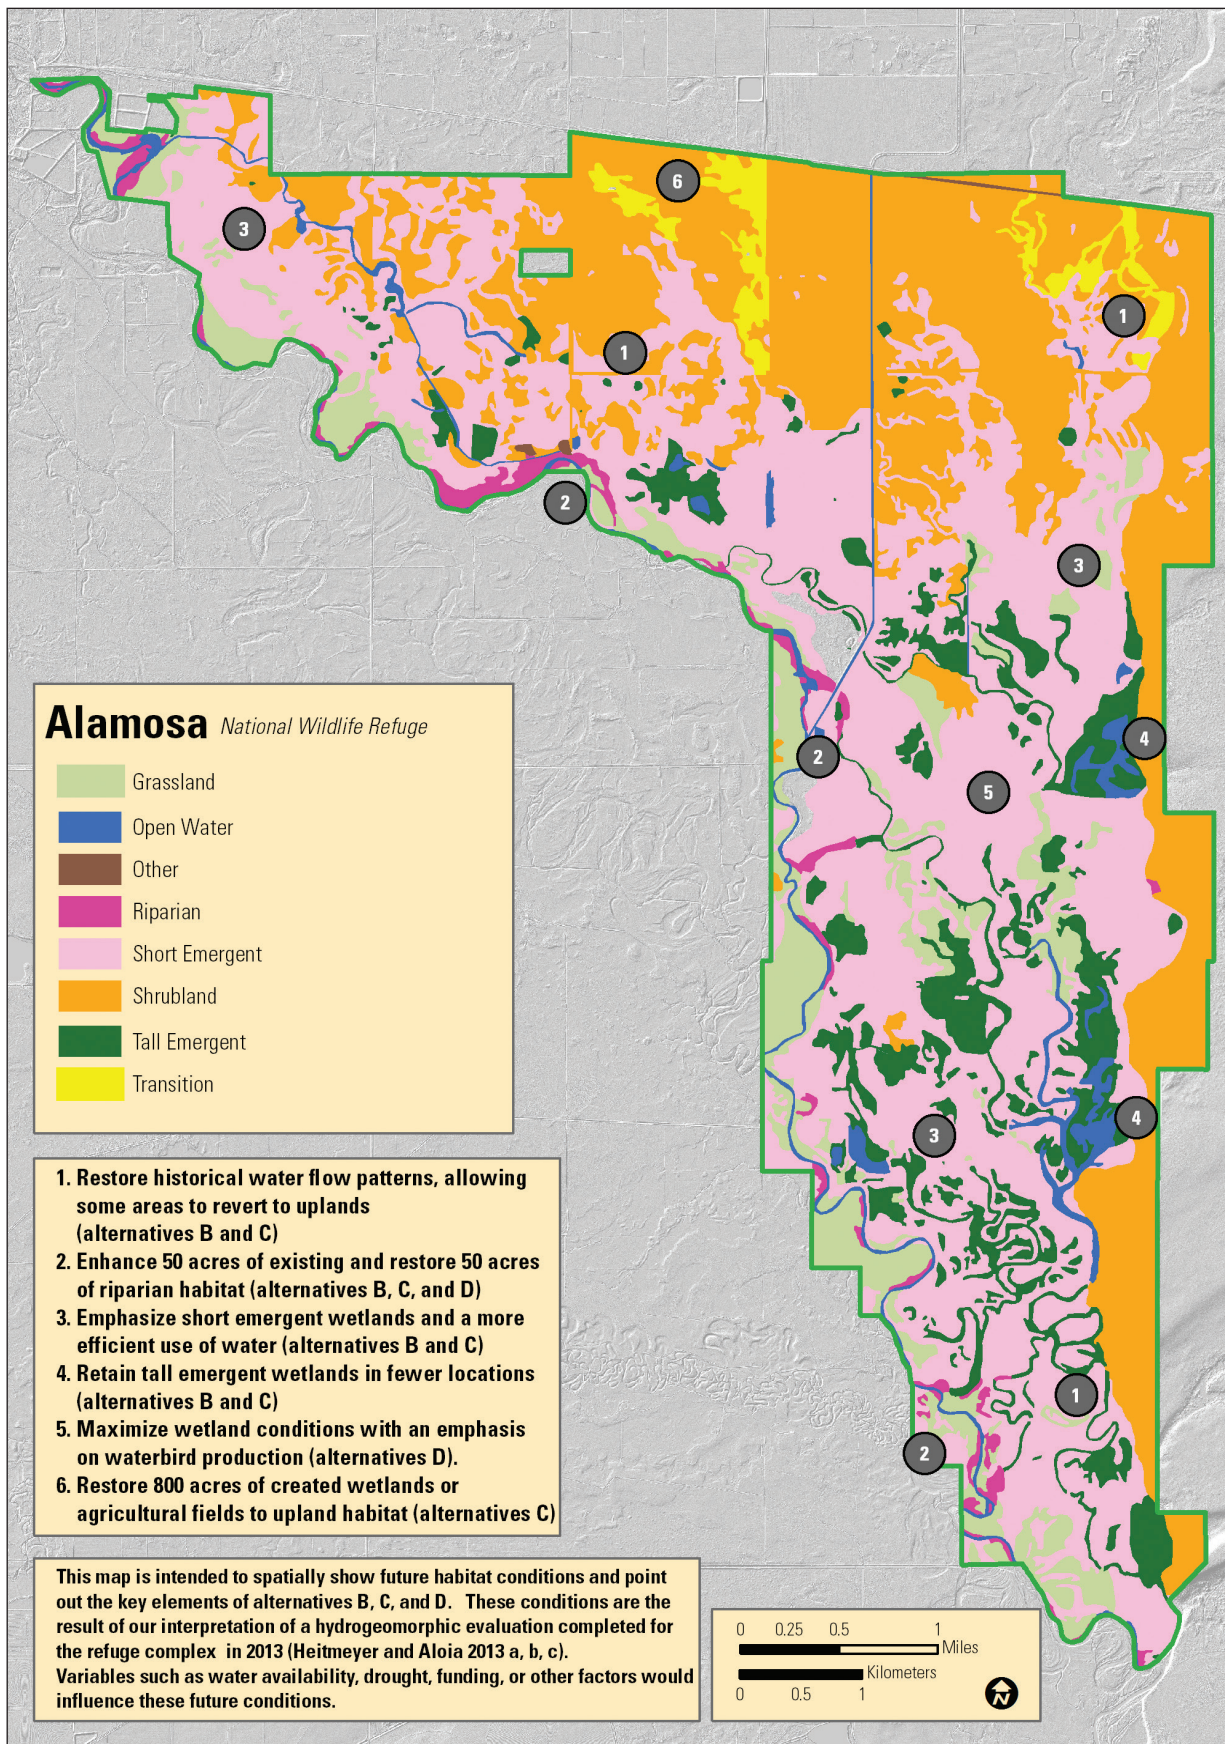 6
3
1
1
2
3
4
2
5
4
3
1
2
Alamosa National Wildlife Refuge
Grassland
Open Water
Other
Riparian
Short Emergent
Shrubland
Tall Emergent
Transition
1. Restore historical water flow patterns, allowing
some areas to revert to uplands
(alternatives B and C)
2. Enhance 50 acres of existing and restore 50 acres
of riparian habitat (alternatives B, C, and D)
3. Emphasize short emergent wetlands and a more
efficient use of water (alternatives B and C)
4. Retain tall emergent wetlands in fewer locations
(alternatives B and C)
5. Maximize wetland conditions with an emphasis
on waterbird production (alternatives D).
6. Restore 800 acres of created wetlands or
agricultural fields to upland habitat (alternatives C)
This map is intended to spatially show future habitat conditions and point
out the key elements of alternatives B, C, and D. These conditions are the
result of our interpretation of a hydrogeomorphic evaluation completed for
the refuge complex in 2013 (Heitmeyer and Aloia 2013 a, b, c).
Variables such as water availability, drought, funding, or other factors would
influence these future conditions.
0 0.25 0.5 1
Miles
Kilometers
0 0.5 1
N